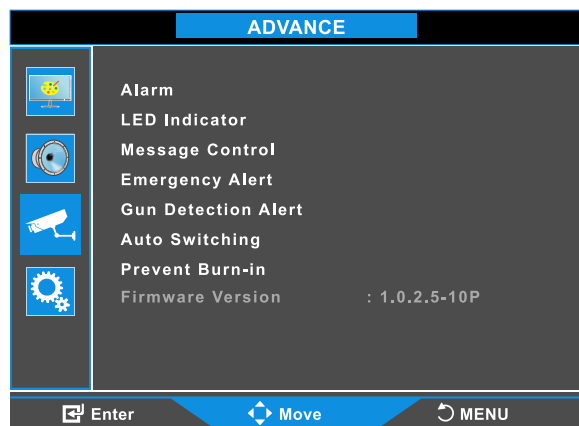 ADVANCE
Alarm
LED Indicator
Message Control
Emergency Alert
Gun Detection Alert
Auto Switching
Prevent Burn-in
Firmware Version : 1.0.2.5-10P
Enter Move MENU